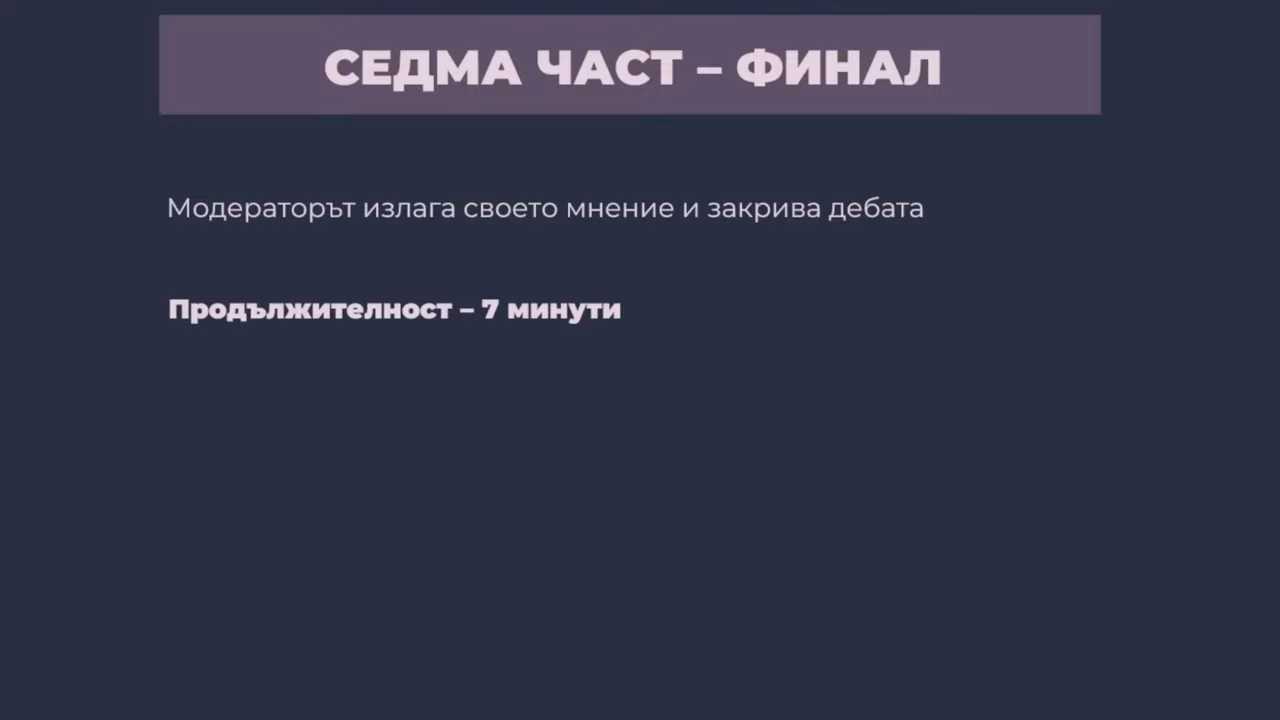 СЕДМА ЧАСТ – ФИНАЛ
Модераторът излага своето мнение и закрива дебата
Продължителност – 7 минути